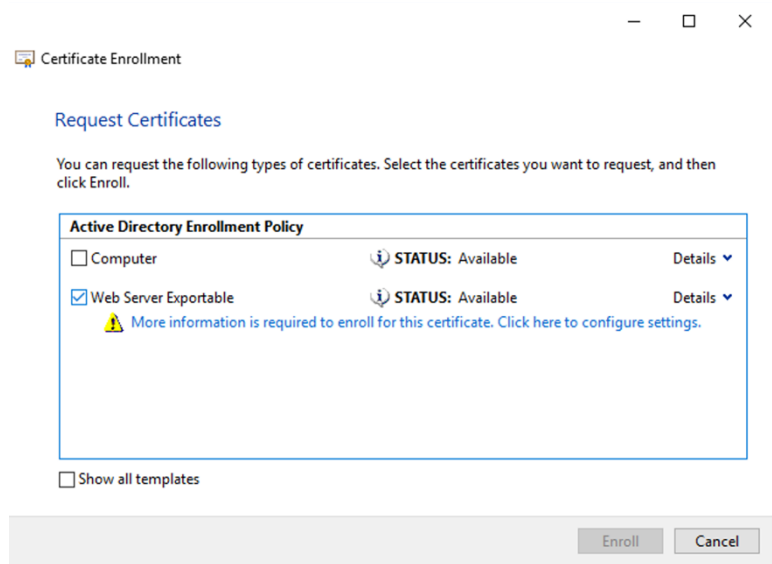 Certificate Enrollment
Request Certificates
You can request the following types of certificates. Select the certificates you want to request, and then
click Enroll.
Active Directory Enrollment Policy
Computer STATUS: Available Details
Web Server Exportable STATUS: Available Details
More information is required to enroll for this certificate. Click here to configure settings.
Show all templates
Enroll Cancel